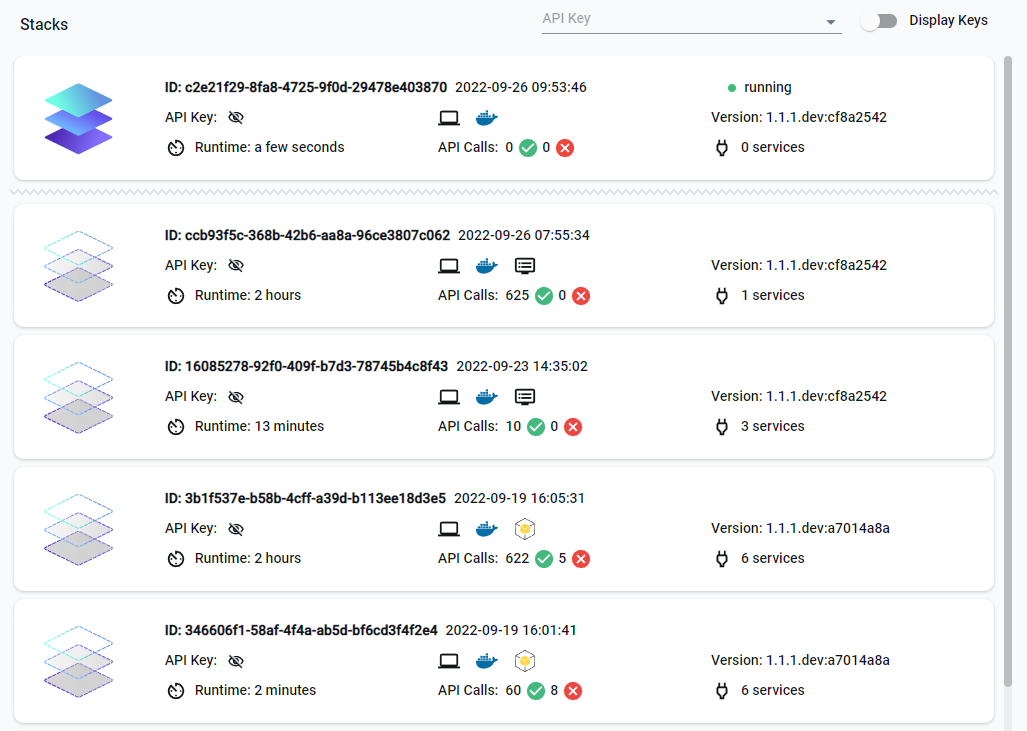 Stacks
API Key
Display Keys
ID: c2e21f29-8fa8-4725-9f0d-29478e403870 2022-09-26 09:53:46
running
API Key:
Version: 1.1.1.dev:cf8a2542
Runtime: a few seconds
API Calls: 0 0
0 services
ID: ccb93f5c-368b-42b6-aa8a-96ce3807c062 2022-09-26 07:55:34
API Key:
Version: 1.1.1.dev:cf8a2542
Runtime: 2 hours
API Calls: 625 0
1 services
ID: 16085278-92f0-409f-b7d3-78745b4c8f43 2022-09-23 14:35:02
API Key:
Version: 1.1.1.dev:cf8a2542
Runtime: 13 minutes
API Calls: 10 0
3 services
ID: 3b1f537e-b58b-4cff-a39d-b113ee18d3e5 2022-09-19 16:05:31
API Key:
Version: 1.1.1.dev:a7014a8a
Runtime: 2 hours
API Calls: 622 5
6 services
ID: 346606f1-58af-4f4a-ab5d-bf6cd3f4f2e4 2022-09-19 16:01:41
API Key:
Version: 1.1.1.dev:a7014a8a
Runtime: 2 minutes
API Calls: 60 8
6 services